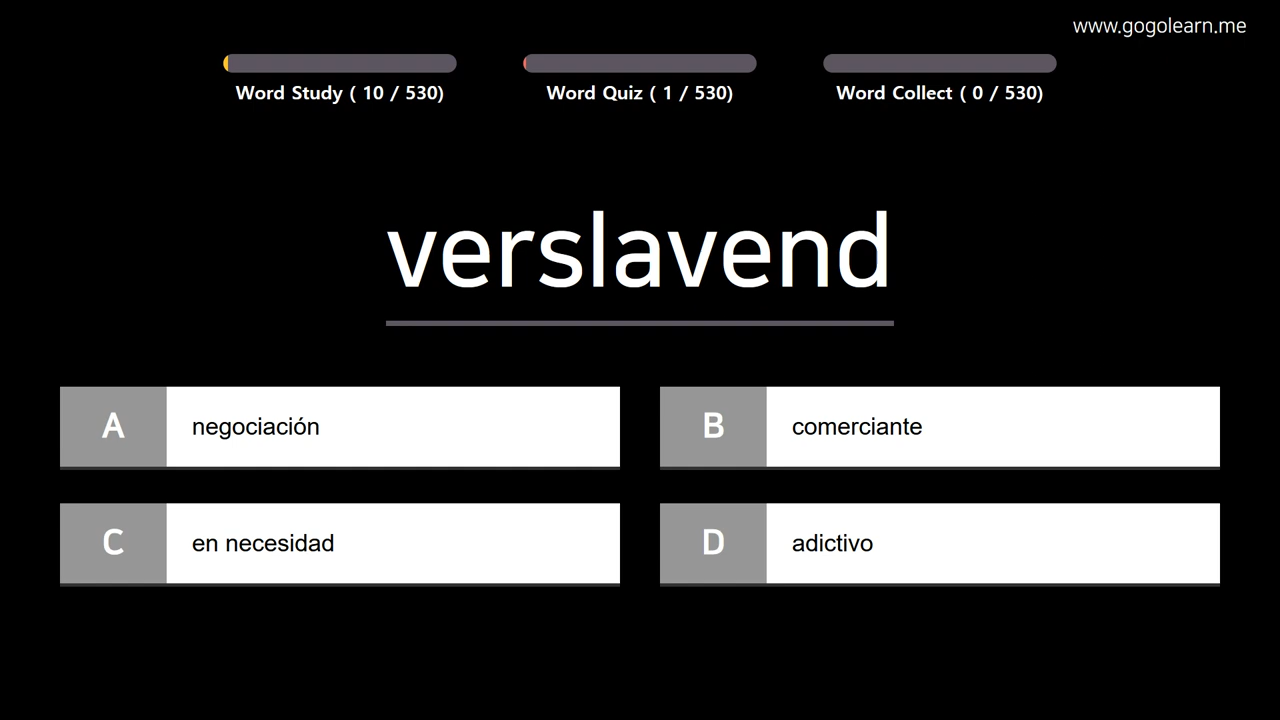 www.gogolearn.me
Word Study ( 10 / 530)
Word Quiz ( 1 / 530)
Word Collect ( 0 / 530)
verslavend
A negociación
B comerciante
C en necesidad
D adictivo